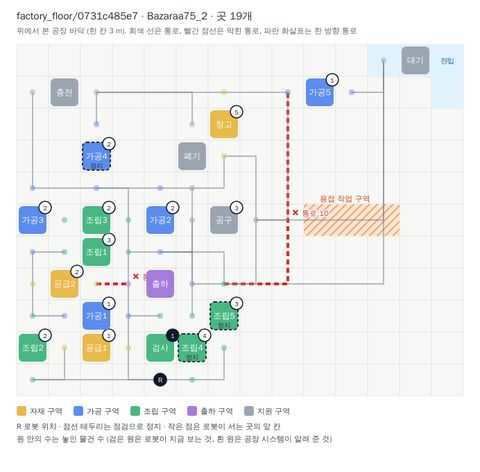 factory_floor/0731c485e7 · Bazaraa75_2 · 곳 19개
위에서 본 공장 바닥 (한 칸 3 m). 회색 선은 통로, 빨간 점선은 막힌 통로, 파란 화살표는 한 방향 통로
대기
진입
충전
가공5
1
창고
5
가공4
2
정지
폐기
용접 작업 구역
가공3
2
조립3
2
가공2
2
공구
3
✖ 통로 10
조립1
3
공급2
2
✖
출하
가공1
1
조립5
3
정지
조립2
2
공급1
1
검사
1
조립4
4
정지
R
자재 구역
가공 구역
조립 구역
출하 구역
지원 구역
R 로봇 위치 · 점선 테두리는 점검으로 정지 · 작은 점은 로봇이 서는 곳의 앞 칸
원 안의 수는 놓인 물건 수 (검은 원은 로봇이 지금 보는 것, 흰 원은 공장 시스템이 알려 준 것)